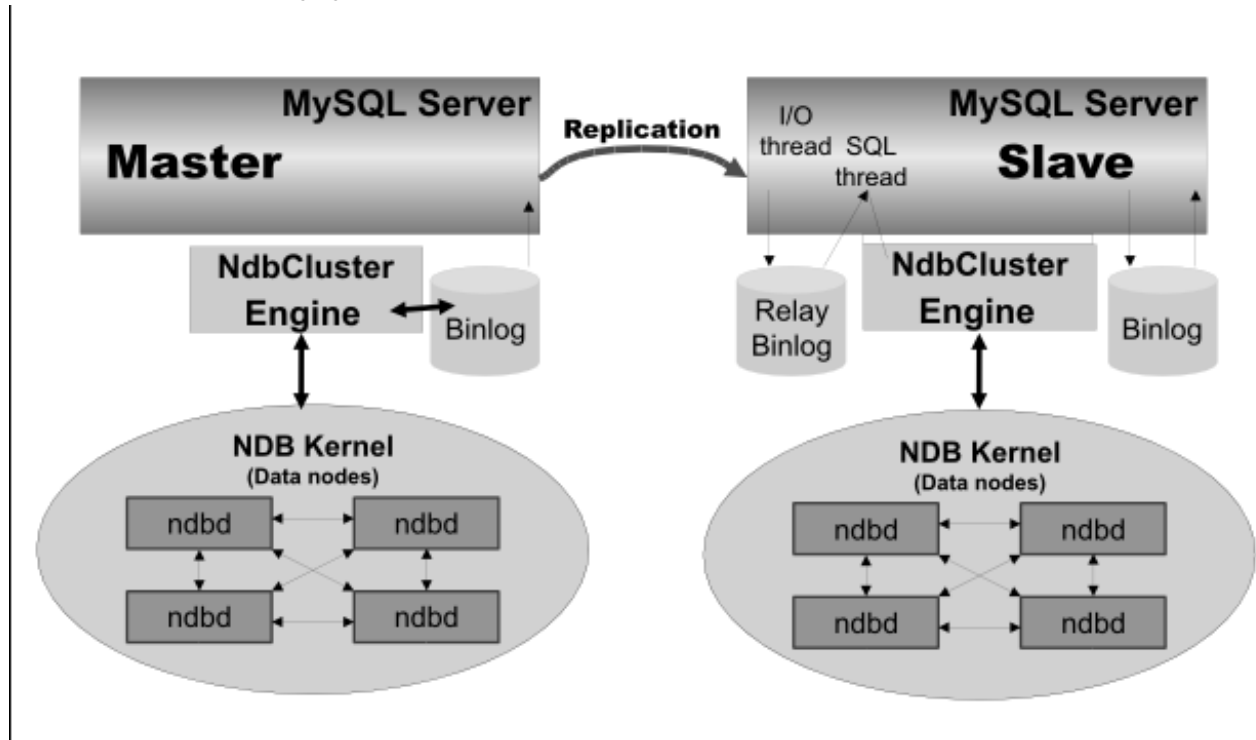 MySQL Server
Master
Replication
MySQL Server
Slave
I/O
thread
SQL
thread
NdbCluster
Engine
Binlog
Relay
Binlog
NdbCluster
Engine
Binlog
NDB Kernel
(Data nodes)
ndbd
ndbd
ndbd
ndbd
NDB Kernel
(Data nodes)
ndbd
ndbd
ndbd
ndbd